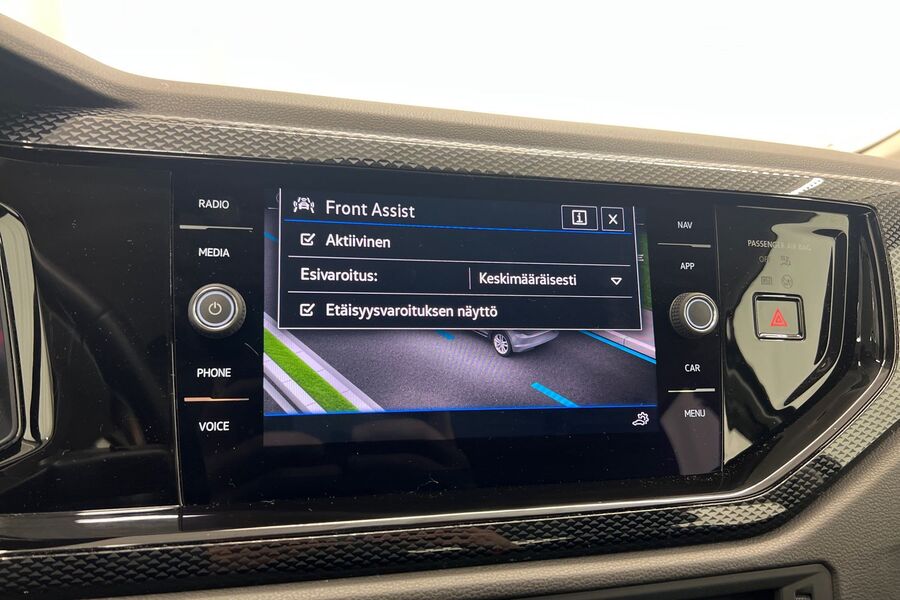 RADIO
MEDIA
PHONE
VOICE
Front Assist
i
X
Aktiivinen
Esivaroitus:
Keskimääräisesti
Etäisyysvaroituksen näyttö
NAV
APP
CAR
MENU
PASSENGER AIR BAG